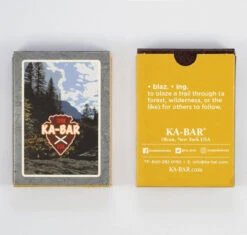 KA-BAR
• blaz. • ing.
to blaze a trail through (a
forest, wilderness, or the
like) for others to follow.
KA-BAR®
Olean, New York USA
KA-BAR.com